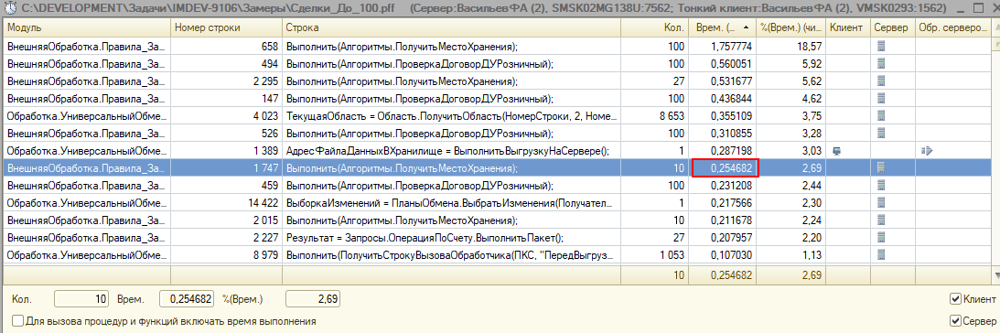 C:\DEVELOPMENT\Задачи\IMDEV-9106\Замеры\Сделки_До_100.pff (Сервер:ВасильевФА (2), SMSK02MG138U:7562; Тонкий клиент:ВасильевФА (2), VMSK0293:1562)
Модуль Номер строки Строка Кол. Врем. (... %(Врем.) (чи... Клиент Сервер Обр. серверо...
ВнешняяОбработка.Правила_За... 658 Выполнить(Алгоритмы.ПолучитьМестоХранения); 100 1,757774 18,57
ВнешняяОбработка.Правила_За... 494 Выполнить(Алгоритмы.ПроверкаДоговорДУРозничный); 100 0,560051 5,92
ВнешняяОбработка.Правила_За... 2 295 Выполнить(Алгоритмы.ПолучитьМестоХранения); 27 0,531677 5,62
ВнешняяОбработка.Правила_За... 147 Выполнить(Алгоритмы.ПроверкаДоговорДУРозничный); 100 0,436844 4,62
Обработка.УниверсальныйОбме... 4 023 ТекущаяОбласть = Область.ПолучитьОбласть(НомерСтроки, 2, Номе... 8 653 0,355109 3,75
ВнешняяОбработка.Правила_За... 526 Выполнить(Алгоритмы.ПроверкаДоговорДУРозничный); 100 0,310855 3,28
Обработка.УниверсальныйОбме... 1 389 АдресФайлаДанныхВХранилище = ВыполнитьВыгрузкуНаСервере(); 1 0,287198 3,03
ВнешняяОбработка.Правила_За... 1 747 Выполнить(Алгоритмы.ПолучитьМестоХранения); 10 0,254682 2,69
ВнешняяОбработка.Правила_За... 459 Выполнить(Алгоритмы.ПроверкаДоговорДУРозничный); 100 0,231208 2,44
Обработка.УниверсальныйОбме... 14 422 ВыборкаИзменений = ПланыОбмена.ВыбратьИзменения(Получател... 1 0,217566 2,30
ВнешняяОбработка.Правила_За... 2 015 Выполнить(Алгоритмы.ПолучитьМестоХранения); 10 0,211678 2,24
ВнешняяОбработка.Правила_За... 2 227 Результат = Запросы.ОперацияПоСчету.ВыполнитьПакет(); 27 0,207957 2,20
Обработка.УниверсальныйОбме... 8 979 Выполнить(ПолучитьСтрокуВызоваОбработчика(ПКС, "ПередВыгруз... 1 053 0,107030 1,13
10 0,254682 2,69
Кол. 10 Врем. 0,254682 %(Врем.) 2,69 Клиент
Для вызова процедур и функций включать время выполнения Сервер